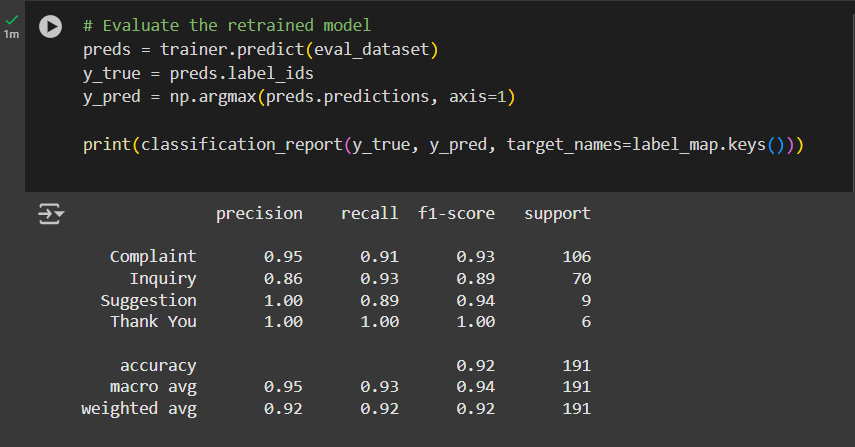 1m
# Evaluate the retrained model
preds = trainer.predict(eval_dataset)
y_true = preds.label_ids
y_pred = np.argmax(preds.predictions, axis=1)
print(classification_report(y_true, y_pred, target_names=label_map.keys()))
precision recall f1-score support
Complaint 0.95 0.91 0.93 106
Inquiry 0.86 0.93 0.89 70
Suggestion 1.00 0.89 0.94 9
Thank You 1.00 1.00 1.00 6
accuracy 0.92 191
macro avg 0.95 0.93 0.94 191
weighted avg 0.92 0.92 0.92 191